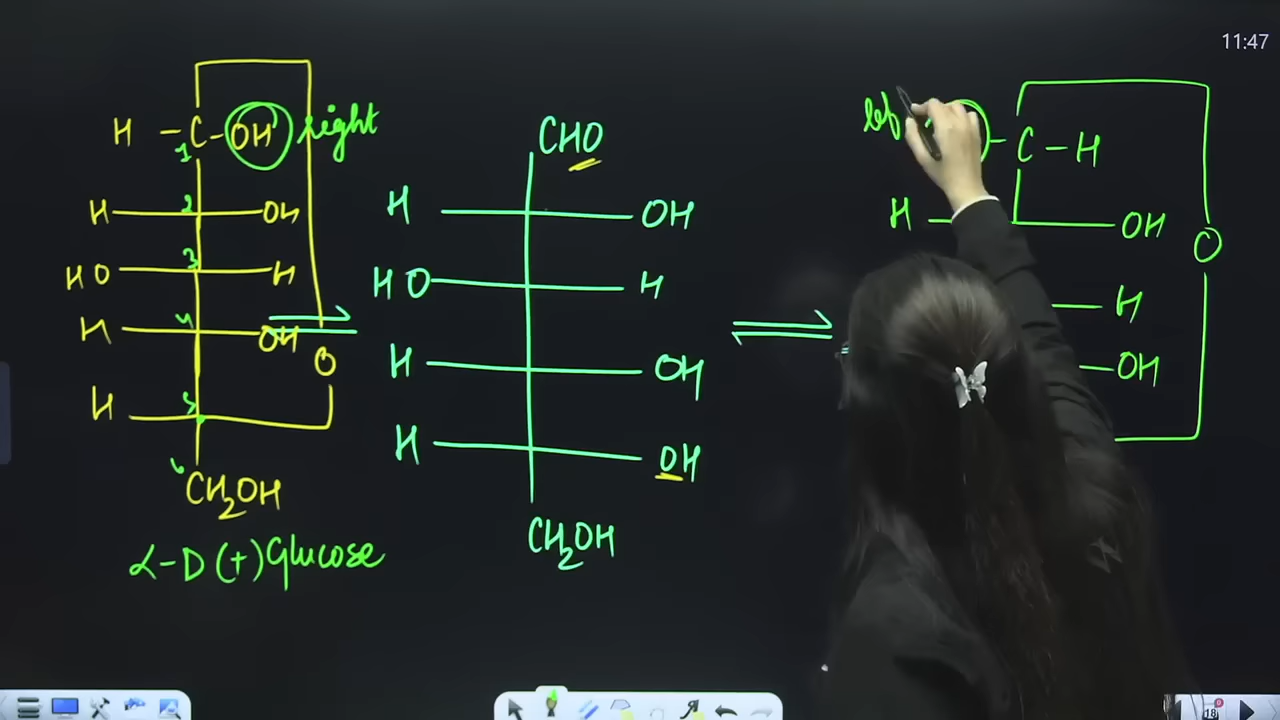 11:47
H - C - OH right
1
H 2 OH
HO 3 H
H 4 OH
O
H 5
6
CH2OH
α-D (+) Glucose
CHO
H OH
HO H
H OH
H OH
CH2OH
C - H
H OH
O
H
OH
18